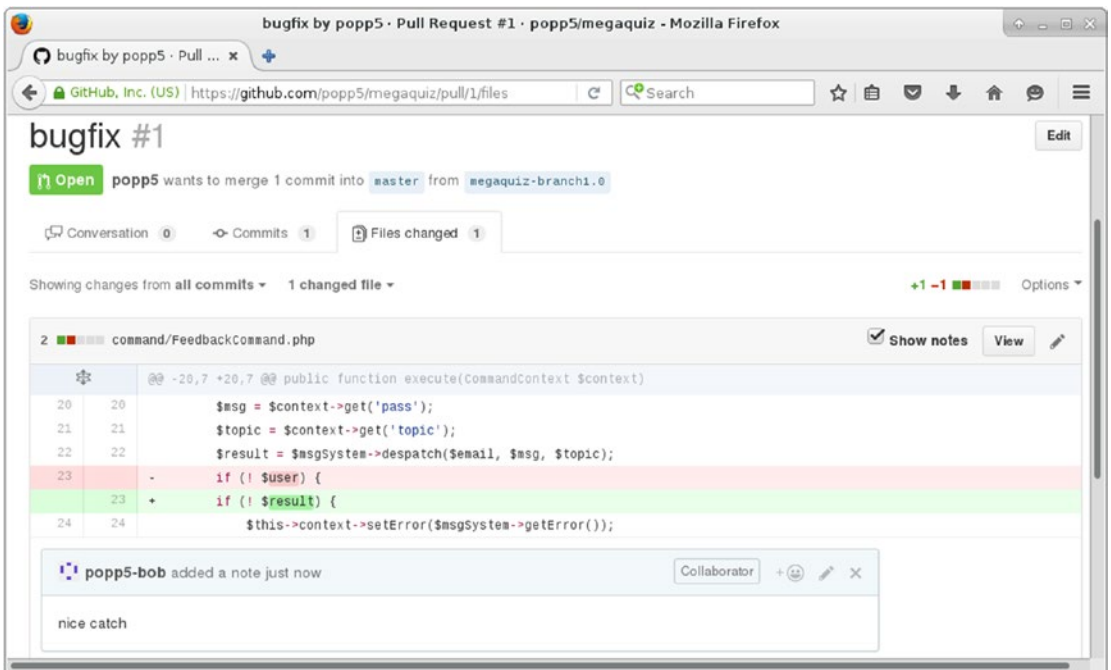 bugfix by popp5 · Pull Request #1 · popp5/megaquiz - Mozilla Firefox
bugfix by popp5 · Pull ...
GitHub, Inc. (US) https://github.com/popp5/megaquiz/pull/1/files Search
bugfix #1 Edit
Open popp5 wants to merge 1 commit into master from megaquiz-branch1.0
Conversation 0 Commits 1 Files changed 1
Showing changes from all commits 1 changed file +1 −1 Options
2 command/FeedbackCommand.php Show notes View
@@ -20,7 +20,7 @@ public function execute(CommandContext $context)
20 20 $msg = $context->get('pass');
21 21 $topic = $context->get('topic');
22 22 $result = $msgSystem->despatch($email, $msg, $topic);
23 - if (! $user) {
23 + if (! $result) {
24 24 $this->context->setError($msgSystem->getError());
popp5-bob added a note just now Collaborator
nice catch